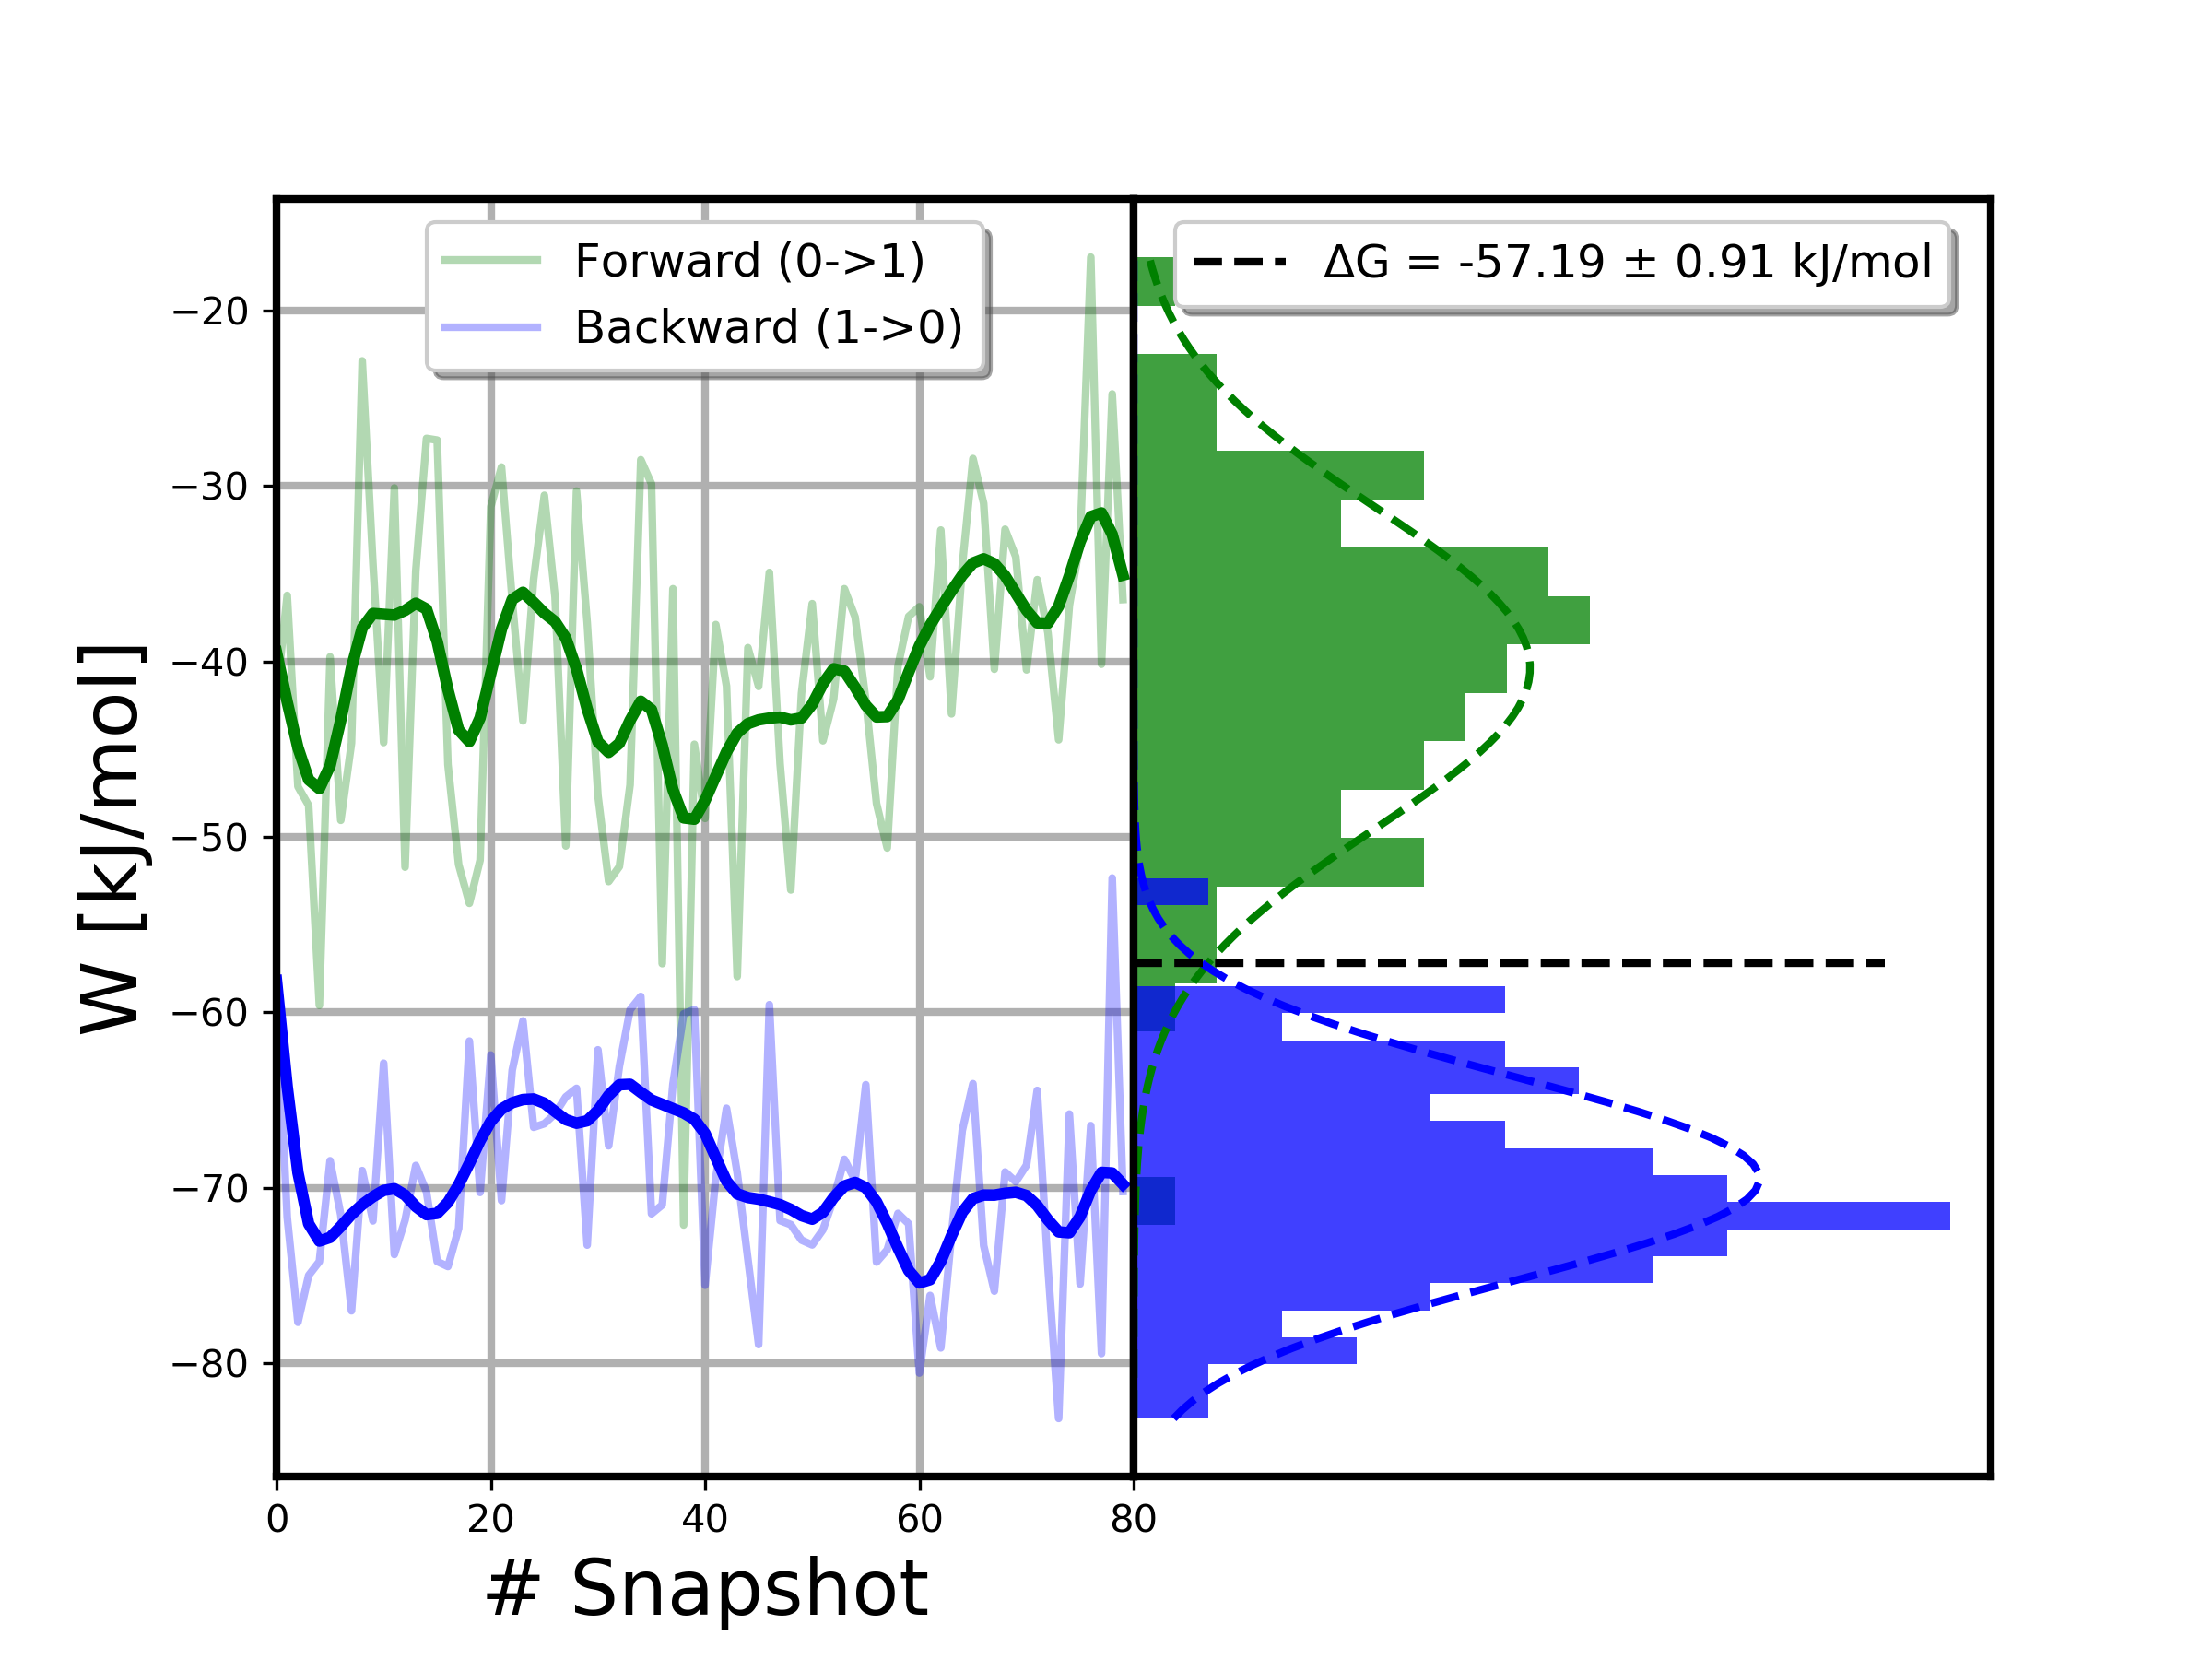 Forward (0->1)
Backward (1->0)
ΔG = -57.19 ± 0.91 kJ/mol
W [kJ/mol]
−20
−30
−40
−50
−60
−70
−80
0
20
40
60
80
# Snapshot